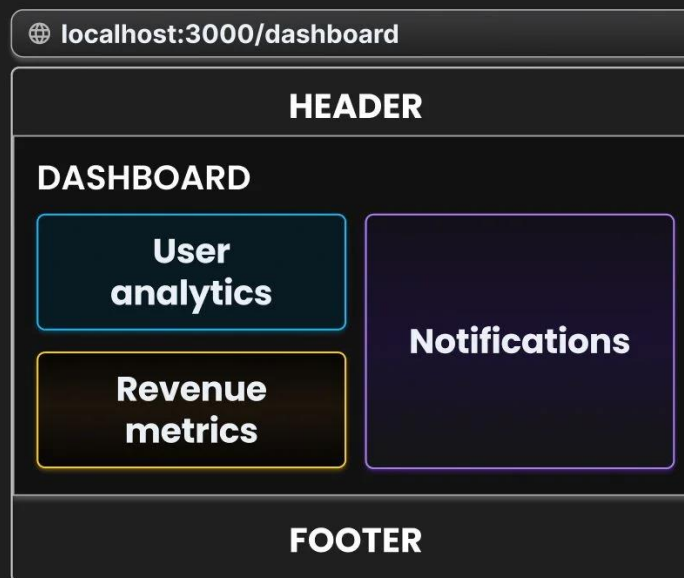 localhost:3000/dashboard
HEADER
DASHBOARD
User
analytics
Revenue
metrics
Notifications
FOOTER